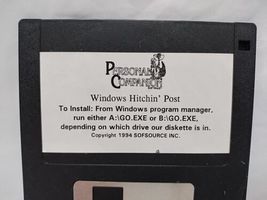 PERSONAL
COMPANION
Windows Hitchin' Post
To Install: From Windows program manager,
run either A:\GO.EXE or B:\GO.EXE,
depending on which drive our diskette is in.
Copyright 1994 SOFSOURCE INC.